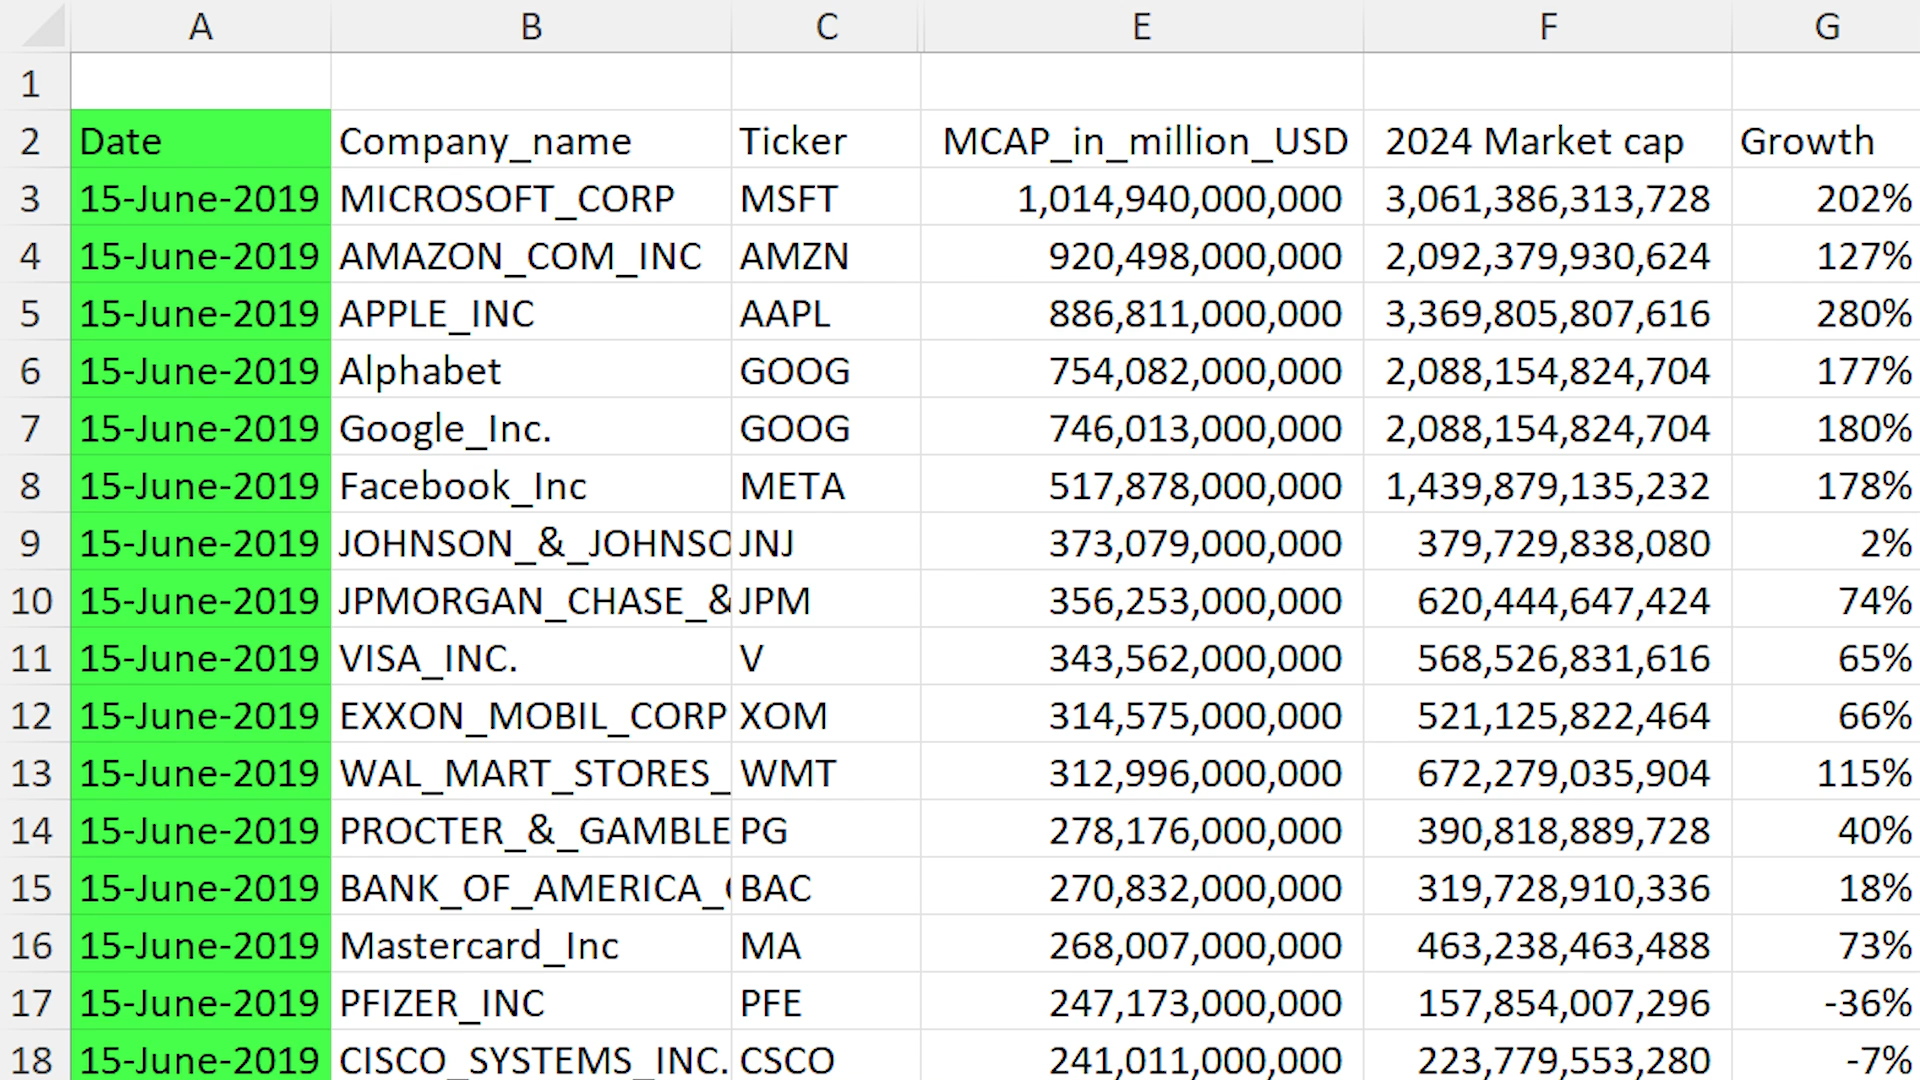 A B C E F G
1
2 Date Company_name Ticker MCAP_in_million_USD 2024 Market cap Growth
3 15-June-2019 MICROSOFT_CORP MSFT 1,014,940,000,000 3,061,386,313,728 202%
4 15-June-2019 AMAZON_COM_INC AMZN 920,498,000,000 2,092,379,930,624 127%
5 15-June-2019 APPLE_INC AAPL 886,811,000,000 3,369,805,807,616 280%
6 15-June-2019 Alphabet GOOG 754,082,000,000 2,088,154,824,704 177%
7 15-June-2019 Google_Inc. GOOG 746,013,000,000 2,088,154,824,704 180%
8 15-June-2019 Facebook_Inc META 517,878,000,000 1,439,879,135,232 178%
9 15-June-2019 JOHNSON_&_JOHNSO JNJ 373,079,000,000 379,729,838,080 2%
10 15-June-2019 JPMORGAN_CHASE_& JPM 356,253,000,000 620,444,647,424 74%
11 15-June-2019 VISA_INC. V 343,562,000,000 568,526,831,616 65%
12 15-June-2019 EXXON_MOBIL_CORP XOM 314,575,000,000 521,125,822,464 66%
13 15-June-2019 WAL_MART_STORES_ WMT 312,996,000,000 672,279,035,904 115%
14 15-June-2019 PROCTER_&_GAMBLE PG 278,176,000,000 390,818,889,728 40%
15 15-June-2019 BANK_OF_AMERICA_ BAC 270,832,000,000 319,728,910,336 18%
16 15-June-2019 Mastercard_Inc MA 268,007,000,000 463,238,463,488 73%
17 15-June-2019 PFIZER_INC PFE 247,173,000,000 157,854,007,296 -36%
18 15-June-2019 CISCO_SYSTEMS_INC. CSCO 241,011,000,000 223,779,553,280 -7%